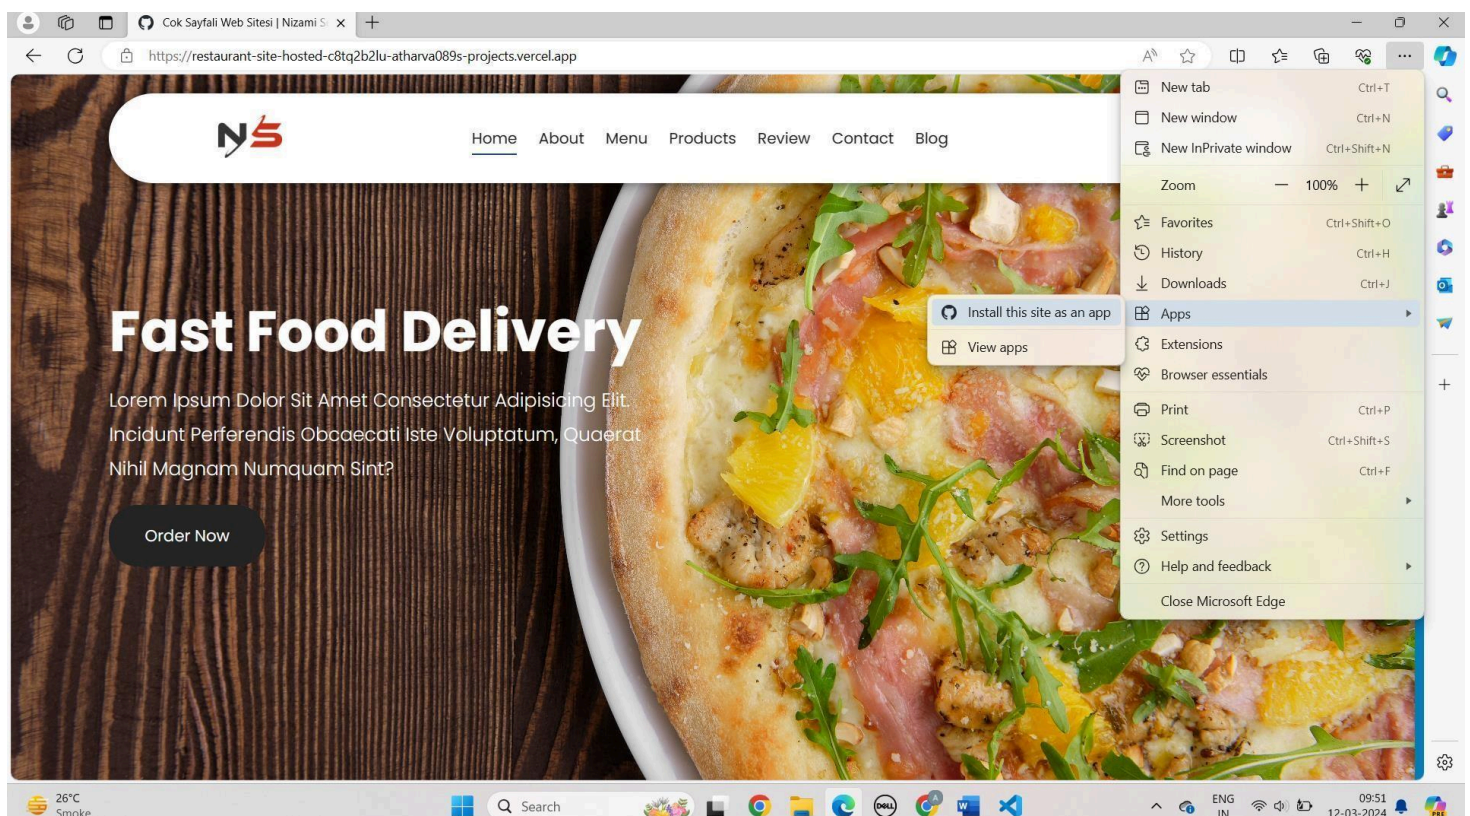 Cok Sayfali Web Sitesi | Nizami S
https://restaurant-site-hosted-c8tq2b2lu-atharva089s-projects.vercel.app
NS
Home About Menu Products Review Contact Blog
Fast Food Delivery
Lorem Ipsum Dolor Sit Amet Consectetur Adipisicing Elit.
Incidunt Perferendis Obcaecati Iste Voluptatum, Quaerat
Nihil Magnam Numquam Sint?
Order Now
New tab Ctrl+T
New window Ctrl+N
New InPrivate window Ctrl+Shift+N
Zoom 100%
Favorites Ctrl+Shift+O
History Ctrl+H
Downloads Ctrl+J
Apps
Install this site as an app
View apps
Extensions
Browser essentials
Print Ctrl+P
Screenshot Ctrl+Shift+S
Find on page Ctrl+F
More tools
Settings
Help and feedback
Close Microsoft Edge
26°C
Smoke
Search
DELL
A
W
ENG
IN
09:51
12-03-2024
PRE